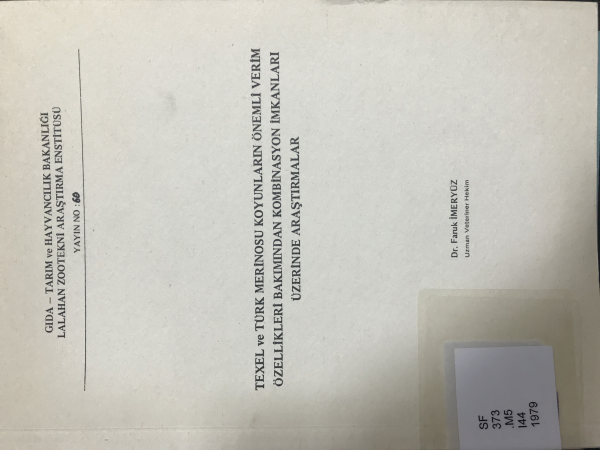 GIDA – TARIM ve HAYVANCILIK BAKANLIĞI
LALAHAN ZOOTEKNİ ARAŞTIRMA ENSTİTÜSÜ
YAYIN NO : 60
TEXEL ve TÜRK MERİNOSU KOYUNLARIN ÖNEMLİ VERİM
ÖZELLİKLERİ BAKIMINDAN KOMBİNASYON İMKANLARI
ÜZERİNDE ARAŞTIRMALAR
Dr. Faruk İMERYÜZ
Uzman Veteriner Hekim
SF
373
.M5
I44
1979